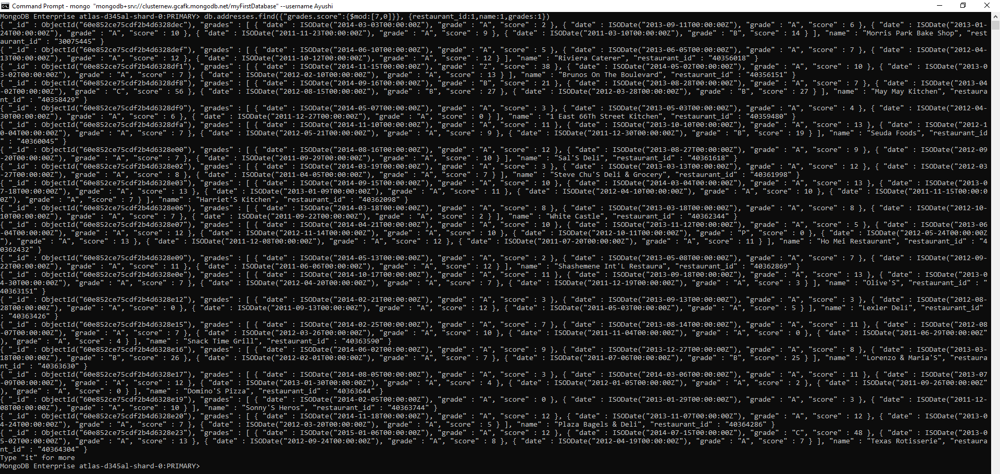 Command Prompt - mongo  "mongodb+srv://clusternew.gcafk.mongodb.net/myFirstDatabase" --username Ayushi
MongoDB Enterprise atlas-d345al-shard-0:PRIMARY> db.addresses.find({"grades.score":{$mod:[7,0]}}, {restaurant_id:1,name:1,grades:1})
{ "_id" : ObjectId("60e852ce75cdf2b4d6328dec"), "grades" : [ { "date" : ISODate("2014-03-03T00:00:00Z"), "grade" : "A", "score" : 2 }, { "date" : ISODate("2013-09-11T00:00:00Z"), "grade" : "A", "score" : 6 }, { "date" : ISODate("2013-01-
24T00:00:00Z"), "grade" : "A", "score" : 10 }, { "date" : ISODate("2011-11-23T00:00:00Z"), "grade" : "A", "score" : 9 }, { "date" : ISODate("2011-03-10T00:00:00Z"), "grade" : "B", "score" : 14 } ], "name" : "Morris Park Bake Shop", "rest
aurant_id" : "30075445" }
{ "_id" : ObjectId("60e852ce75cdf2b4d6328def"), "grades" : [ { "date" : ISODate("2014-06-10T00:00:00Z"), "grade" : "A", "score" : 5 }, { "date" : ISODate("2013-06-05T00:00:00Z"), "grade" : "A", "score" : 7 }, { "date" : ISODate("2012-04-
13T00:00:00Z"), "grade" : "A", "score" : 12 }, { "date" : ISODate("2011-10-12T00:00:00Z"), "grade" : "A", "score" : 12 } ], "name" : "Riviera Caterer", "restaurant_id" : "40356018" }
{ "_id" : ObjectId("60e852ce75cdf2b4d6328df1"), "grades" : [ { "date" : ISODate("2014-11-15T00:00:00Z"), "grade" : "Z", "score" : 38 }, { "date" : ISODate("2014-05-02T00:00:00Z"), "grade" : "A", "score" : 10 }, { "date" : ISODate("2013-0
3-02T00:00:00Z"), "grade" : "A", "score" : 7 }, { "date" : ISODate("2012-02-10T00:00:00Z"), "grade" : "A", "score" : 13 } ], "name" : "Brunos On The Boulevard", "restaurant_id" : "40356151" }
{ "_id" : ObjectId("60e852ce75cdf2b4d6328df8"), "grades" : [ { "date" : ISODate("2014-09-16T00:00:00Z"), "grade" : "B", "score" : 21 }, { "date" : ISODate("2013-08-28T00:00:00Z"), "grade" : "A", "score" : 7 }, { "date" : ISODate("2013-04
-02T00:00:00Z"), "grade" : "C", "score" : 56 }, { "date" : ISODate("2012-08-15T00:00:00Z"), "grade" : "B", "score" : 27 }, { "date" : ISODate("2012-03-28T00:00:00Z"), "grade" : "B", "score" : 27 } ], "name" : "May May Kitchen", "restaura
nt_id" : "40358429" }
{ "_id" : ObjectId("60e852ce75cdf2b4d6328df9"), "grades" : [ { "date" : ISODate("2014-05-07T00:00:00Z"), "grade" : "A", "score" : 3 }, { "date" : ISODate("2013-05-03T00:00:00Z"), "grade" : "A", "score" : 4 }, { "date" : ISODate("2012-04-
30T00:00:00Z"), "grade" : "A", "score" : 6 }, { "date" : ISODate("2011-12-27T00:00:00Z"), "grade" : "A", "score" : 0 } ], "name" : "1 East 66Th Street Kitchen", "restaurant_id" : "40359480" }
{ "_id" : ObjectId("60e852ce75cdf2b4d6328dfa"), "grades" : [ { "date" : ISODate("2014-11-10T00:00:00Z"), "grade" : "A", "score" : 11 }, { "date" : ISODate("2013-10-10T00:00:00Z"), "grade" : "A", "score" : 13 }, { "date" : ISODate("2012-1
0-04T00:00:00Z"), "grade" : "A", "score" : 7 }, { "date" : ISODate("2012-05-21T00:00:00Z"), "grade" : "A", "score" : 9 }, { "date" : ISODate("2011-12-30T00:00:00Z"), "grade" : "B", "score" : 19 } ], "name" : "Seuda Foods", "restaurant_id
" : "40360045" }
{ "_id" : ObjectId("60e852ce75cdf2b4d6328e00"), "grades" : [ { "date" : ISODate("2014-08-16T00:00:00Z"), "grade" : "A", "score" : 12 }, { "date" : ISODate("2013-08-27T00:00:00Z"), "grade" : "A", "score" : 9 }, { "date" : ISODate("2012-09
-20T00:00:00Z"), "grade" : "A", "score" : 7 }, { "date" : ISODate("2011-09-29T00:00:00Z"), "grade" : "A", "score" : 10 } ], "name" : "Sal'S Deli", "restaurant_id" : "40361618" }
{ "_id" : ObjectId("60e852ce75cdf2b4d6328e02"), "grades" : [ { "date" : ISODate("2014-03-19T00:00:00Z"), "grade" : "A", "score" : 3 }, { "date" : ISODate("2013-03-13T00:00:00Z"), "grade" : "A", "score" : 12 }, { "date" : ISODate("2012-03
-27T00:00:00Z"), "grade" : "A", "score" : 8 }, { "date" : ISODate("2011-04-05T00:00:00Z"), "grade" : "A", "score" : 7 } ], "name" : "Steve Chu'S Deli & Grocery", "restaurant_id" : "40361998" }
{ "_id" : ObjectId("60e852ce75cdf2b4d6328e03"), "grades" : [ { "date" : ISODate("2014-09-15T00:00:00Z"), "grade" : "A", "score" : 10 }, { "date" : ISODate("2014-03-04T00:00:00Z"), "grade" : "A", "score" : 13 }, { "date" : ISODate("2013-0
7-18T00:00:00Z"), "grade" : "A", "score" : 13 }, { "date" : ISODate("2013-01-09T00:00:00Z"), "grade" : "A", "score" : 11 }, { "date" : ISODate("2012-04-10T00:00:00Z"), "grade" : "A", "score" : 10 }, { "date" : ISODate("2011-11-15T00:00:0
0Z"), "grade" : "A", "score" : 7 } ], "name" : "Harriet'S Kitchen", "restaurant_id" : "40362098" }
{ "_id" : ObjectId("60e852ce75cdf2b4d6328e06"), "grades" : [ { "date" : ISODate("2014-03-18T00:00:00Z"), "grade" : "A", "score" : 8 }, { "date" : ISODate("2013-03-18T00:00:00Z"), "grade" : "A", "score" : 8 }, { "date" : ISODate("2012-10-
10T00:00:00Z"), "grade" : "A", "score" : 7 }, { "date" : ISODate("2011-09-22T00:00:00Z"), "grade" : "A", "score" : 2 } ], "name" : "White Castle", "restaurant_id" : "40362344" }
{ "_id" : ObjectId("60e852ce75cdf2b4d6328e07"), "grades" : [ { "date" : ISODate("2014-04-21T00:00:00Z"), "grade" : "A", "score" : 10 }, { "date" : ISODate("2013-11-12T00:00:00Z"), "grade" : "A", "score" : 5 }, { "date" : ISODate("2013-06
-04T00:00:00Z"), "grade" : "A", "score" : 12 }, { "date" : ISODate("2012-11-14T00:00:00Z"), "grade" : "A", "score" : 10 }, { "date" : ISODate("2012-10-11T00:00:00Z"), "grade" : "P", "score" : 0 }, { "date" : ISODate("2012-05-24T00:00:00Z
"), "grade" : "A", "score" : 13 }, { "date" : ISODate("2011-12-08T00:00:00Z"), "grade" : "A", "score" : 12 }, { "date" : ISODate("2011-07-20T00:00:00Z"), "grade" : "A", "score" : 11 } ], "name" : "Ho Mei Restaurant", "restaurant_id" : "4
0362432" }
{ "_id" : ObjectId("60e852ce75cdf2b4d6328e09"), "grades" : [ { "date" : ISODate("2014-05-13T00:00:00Z"), "grade" : "A", "score" : 2 }, { "date" : ISODate("2013-05-08T00:00:00Z"), "grade" : "A", "score" : 7 }, { "date" : ISODate("2012-09-
22T00:00:00Z"), "grade" : "A", "score" : 11 }, { "date" : ISODate("2011-06-06T00:00:00Z"), "grade" : "A", "score" : 12 } ], "name" : "Shashemene Int'L Restaura", "restaurant_id" : "40362869" }
{ "_id" : ObjectId("60e852ce75cdf2b4d6328e0e"), "grades" : [ { "date" : ISODate("2014-10-17T00:00:00Z"), "grade" : "A", "score" : 11 }, { "date" : ISODate("2013-09-18T00:00:00Z"), "grade" : "A", "score" : 13 }, { "date" : ISODate("2013-0
4-30T00:00:00Z"), "grade" : "A", "score" : 7 }, { "date" : ISODate("2012-04-20T00:00:00Z"), "grade" : "A", "score" : 7 }, { "date" : ISODate("2011-12-19T00:00:00Z"), "grade" : "A", "score" : 3 } ], "name" : "Olive'S", "restaurant_id" : "
40363151" }
{ "_id" : ObjectId("60e852ce75cdf2b4d6328e12"), "grades" : [ { "date" : ISODate("2014-02-21T00:00:00Z"), "grade" : "A", "score" : 3 }, { "date" : ISODate("2013-09-13T00:00:00Z"), "grade" : "A", "score" : 3 }, { "date" : ISODate("2012-08-
28T00:00:00Z"), "grade" : "A", "score" : 0 }, { "date" : ISODate("2011-09-13T00:00:00Z"), "grade" : "A", "score" : 12 }, { "date" : ISODate("2011-05-03T00:00:00Z"), "grade" : "A", "score" : 5 } ], "name" : "Lexler Deli", "restaurant_id"
: "40363426" }
{ "_id" : ObjectId("60e852ce75cdf2b4d6328e15"), "grades" : [ { "date" : ISODate("2014-02-25T00:00:00Z"), "grade" : "A", "score" : 7 }, { "date" : ISODate("2013-08-14T00:00:00Z"), "grade" : "A", "score" : 11 }, { "date" : ISODate("2012-08
-07T00:00:00Z"), "grade" : "A", "score" : 7 }, { "date" : ISODate("2012-03-26T00:00:00Z"), "grade" : "A", "score" : 10 }, { "date" : ISODate("2011-11-04T00:00:00Z"), "grade" : "A", "score" : 0 }, { "date" : ISODate("2011-06-29T00:00:00Z"
), "grade" : "A", "score" : 4 } ], "name" : "Snack Time Grill", "restaurant_id" : "40363590" }
{ "_id" : ObjectId("60e852ce75cdf2b4d6328e16"), "grades" : [ { "date" : ISODate("2014-06-02T00:00:00Z"), "grade" : "A", "score" : 9 }, { "date" : ISODate("2013-12-27T00:00:00Z"), "grade" : "A", "score" : 8 }, { "date" : ISODate("2013-03-
18T00:00:00Z"), "grade" : "B", "score" : 26 }, { "date" : ISODate("2012-02-01T00:00:00Z"), "grade" : "A", "score" : 7 }, { "date" : ISODate("2011-07-06T00:00:00Z"), "grade" : "B", "score" : 25 } ], "name" : "Lorenzo & Maria'S", "restaura
nt_id" : "40363630" }
{ "_id" : ObjectId("60e852ce75cdf2b4d6328e17"), "grades" : [ { "date" : ISODate("2014-08-05T00:00:00Z"), "grade" : "A", "score" : 3 }, { "date" : ISODate("2014-03-06T00:00:00Z"), "grade" : "A", "score" : 11 }, { "date" : ISODate("2013-07
-09T00:00:00Z"), "grade" : "A", "score" : 12 }, { "date" : ISODate("2013-01-30T00:00:00Z"), "grade" : "A", "score" : 4 }, { "date" : ISODate("2012-01-05T00:00:00Z"), "grade" : "A", "score" : 2 }, { "date" : ISODate("2011-09-26T00:00:00Z"
), "grade" : "A", "score" : 0 } ], "name" : "Domino'S Pizza", "restaurant_id" : "40363644" }
{ "_id" : ObjectId("60e852ce75cdf2b4d6328e19"), "grades" : [ { "date" : ISODate("2014-02-05T00:00:00Z"), "grade" : "A", "score" : 0 }, { "date" : ISODate("2013-01-29T00:00:00Z"), "grade" : "A", "score" : 3 }, { "date" : ISODate("2011-12-
08T00:00:00Z"), "grade" : "A", "score" : 10 } ], "name" : "Sonny'S Heros", "restaurant_id" : "40363744" }
{ "_id" : ObjectId("60e852ce75cdf2b4d6328e20"), "grades" : [ { "date" : ISODate("2014-11-18T00:00:00Z"), "grade" : "A", "score" : 12 }, { "date" : ISODate("2013-11-07T00:00:00Z"), "grade" : "A", "score" : 12 }, { "date" : ISODate("2013-0
4-24T00:00:00Z"), "grade" : "A", "score" : 7 }, { "date" : ISODate("2012-03-20T00:00:00Z"), "grade" : "A", "score" : 5 } ], "name" : "Plaza Bagels & Deli", "restaurant_id" : "40364286" }
{ "_id" : ObjectId("60e852ce75cdf2b4d6328e23"), "grades" : [ { "date" : ISODate("2015-01-06T00:00:00Z"), "grade" : "A", "score" : 12 }, { "date" : ISODate("2014-07-15T00:00:00Z"), "grade" : "C", "score" : 48 }, { "date" : ISODate("2013-0
5-02T00:00:00Z"), "grade" : "A", "score" : 13 }, { "date" : ISODate("2012-09-24T00:00:00Z"), "grade" : "A", "score" : 8 }, { "date" : ISODate("2012-04-19T00:00:00Z"), "grade" : "A", "score" : 7 } ], "name" : "Texas Rotisserie", "restaura
nt_id" : "40364304" }
Type "it" for more
MongoDB Enterprise atlas-d345al-shard-0:PRIMARY>